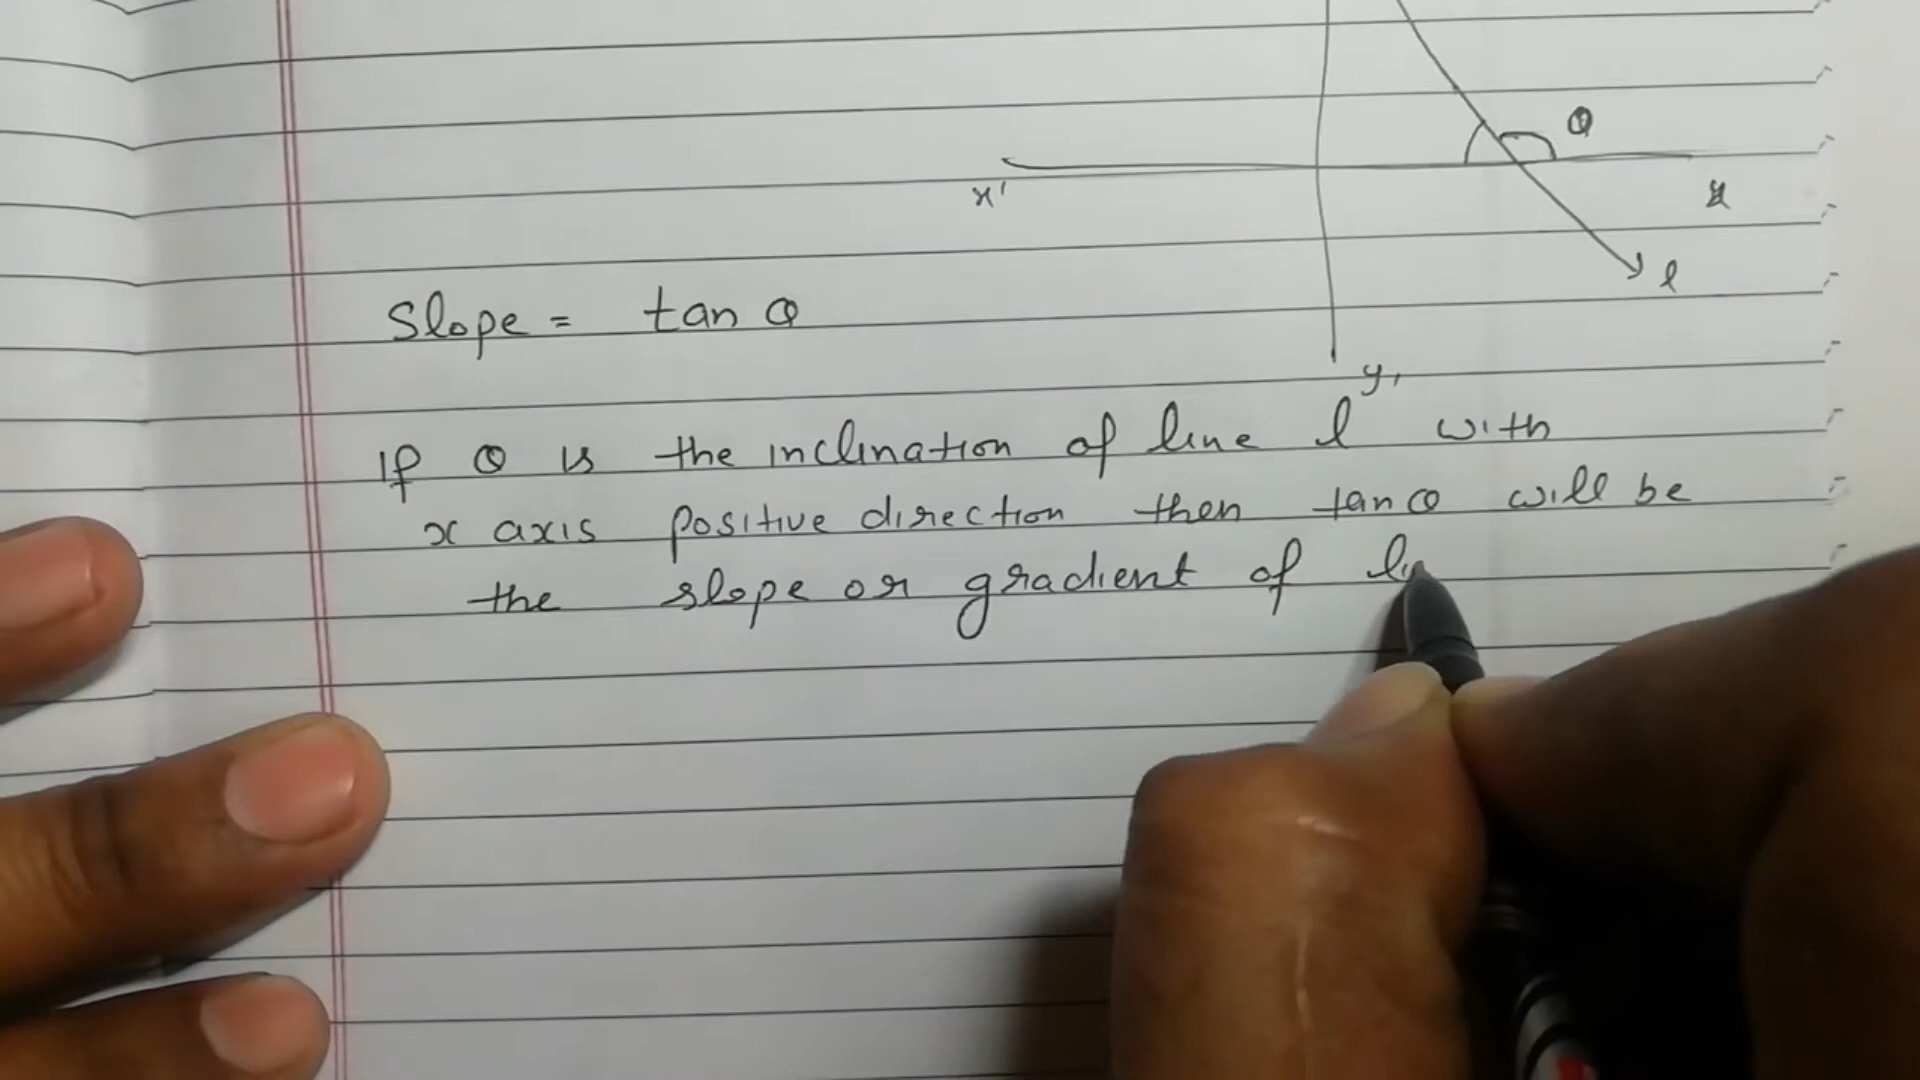 θ
x'
x
l
Slope = tan θ
y'
If θ is the inclination of line l with
x axis positive direction then tan θ will be
the slope or gradient of